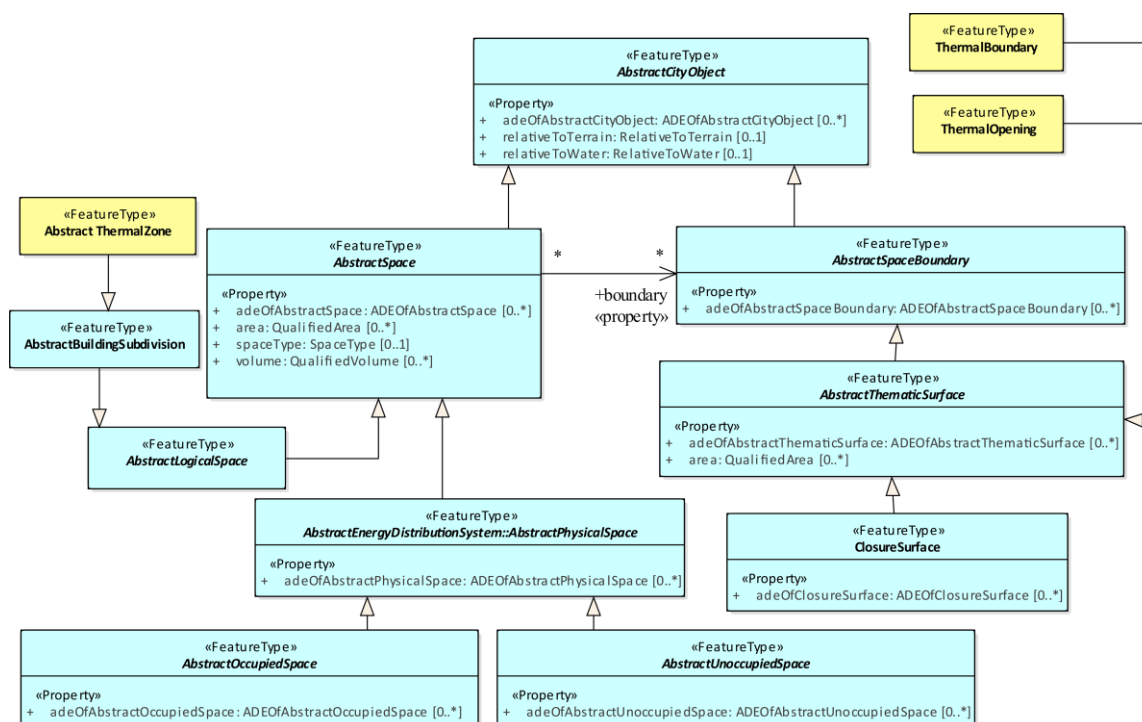 «FeatureType»
ThermalBoundary
«FeatureType»
AbstractCityObject
«Property»
+ adeOfAbstractCityObject: ADEOfAbstractCityObject [0..*]
+ relativeToTerrain: RelativeToTerrain [0..1]
+ relativeToWater: RelativeToWater [0..1]
«FeatureType»
ThermalOpening
«FeatureType»
Abstract ThermalZone
«FeatureType»
AbstractSpace
«Property»
+ adeOfAbstractSpace: ADEOfAbstractSpace [0..*]
+ area: QualifiedArea [0..*]
+ spaceType: SpaceType [0..1]
+ volume: QualifiedVolume [0..*]
* *
+boundary
«property»
«FeatureType»
AbstractSpaceBoundary
«Property»
+ adeOfAbstractSpaceBoundary: ADEOfAbstractSpaceBoundary [0..*]
«FeatureType»
AbstractBuildingSubdivision
«FeatureType»
AbstractThematicSurface
«Property»
+ adeOfAbstractThematicSurface: ADEOfAbstractThematicSurface [0..*]
+ area: QualifiedArea [0..*]
«FeatureType»
AbstractLogicalSpace
«FeatureType»
AbstractEnergyDistributionSystem::AbstractPhysicalSpace
«Property»
+ adeOfAbstractPhysicalSpace: ADEOfAbstractPhysicalSpace [0..*]
«FeatureType»
ClosureSurface
«Property»
+ adeOfClosureSurface: ADEOfClosureSurface [0..*]
«FeatureType»
AbstractOccupiedSpace
«Property»
+ adeOfAbstractOccupiedSpace: ADEOfAbstractOccupiedSpace [0..*]
«FeatureType»
AbstractUnoccupiedSpace
«Property»
+ adeOfAbstractUnoccupiedSpace: ADEOfAbstractUnoccupiedSpace [0..*]